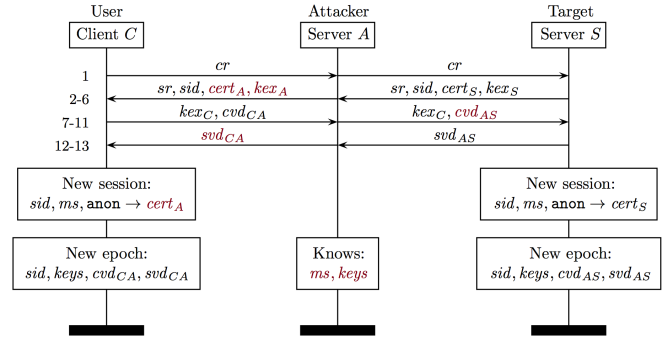 User Attacker Target
Client C Server A Server S
1 cr cr
2-6 sr, sid, cert_A, kex_A sr, sid, cert_S, kex_S
7-11 kex_C, cvd_CA kex_C, cvd_AS
12-13 svd_CA svd_AS
New session: New session:
sid, ms, anon → cert_A sid, ms, anon → cert_S
New epoch: Knows: New epoch:
sid, keys, cvd_CA, svd_CA ms, keys sid, keys, cvd_AS, svd_AS